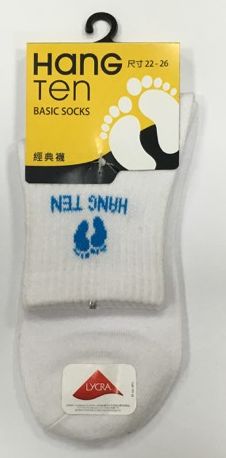 HANG
TEN
尺寸 22 - 26
BASIC SOCKS
經典襪
HANG TEN
LYCRA